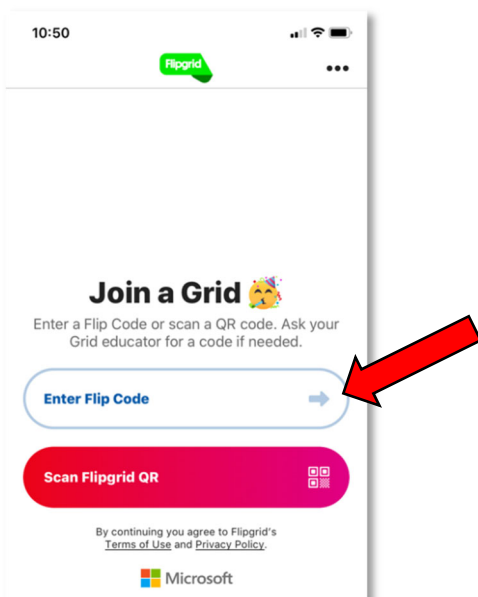 10:50
Flipgrid
Join a Grid 🥳
Enter a Flip Code or scan a QR code. Ask your
Grid educator for a code if needed.
Enter Flip Code
Scan Flipgrid QR
By continuing you agree to Flipgrid's
Terms of Use and Privacy Policy.
Microsoft